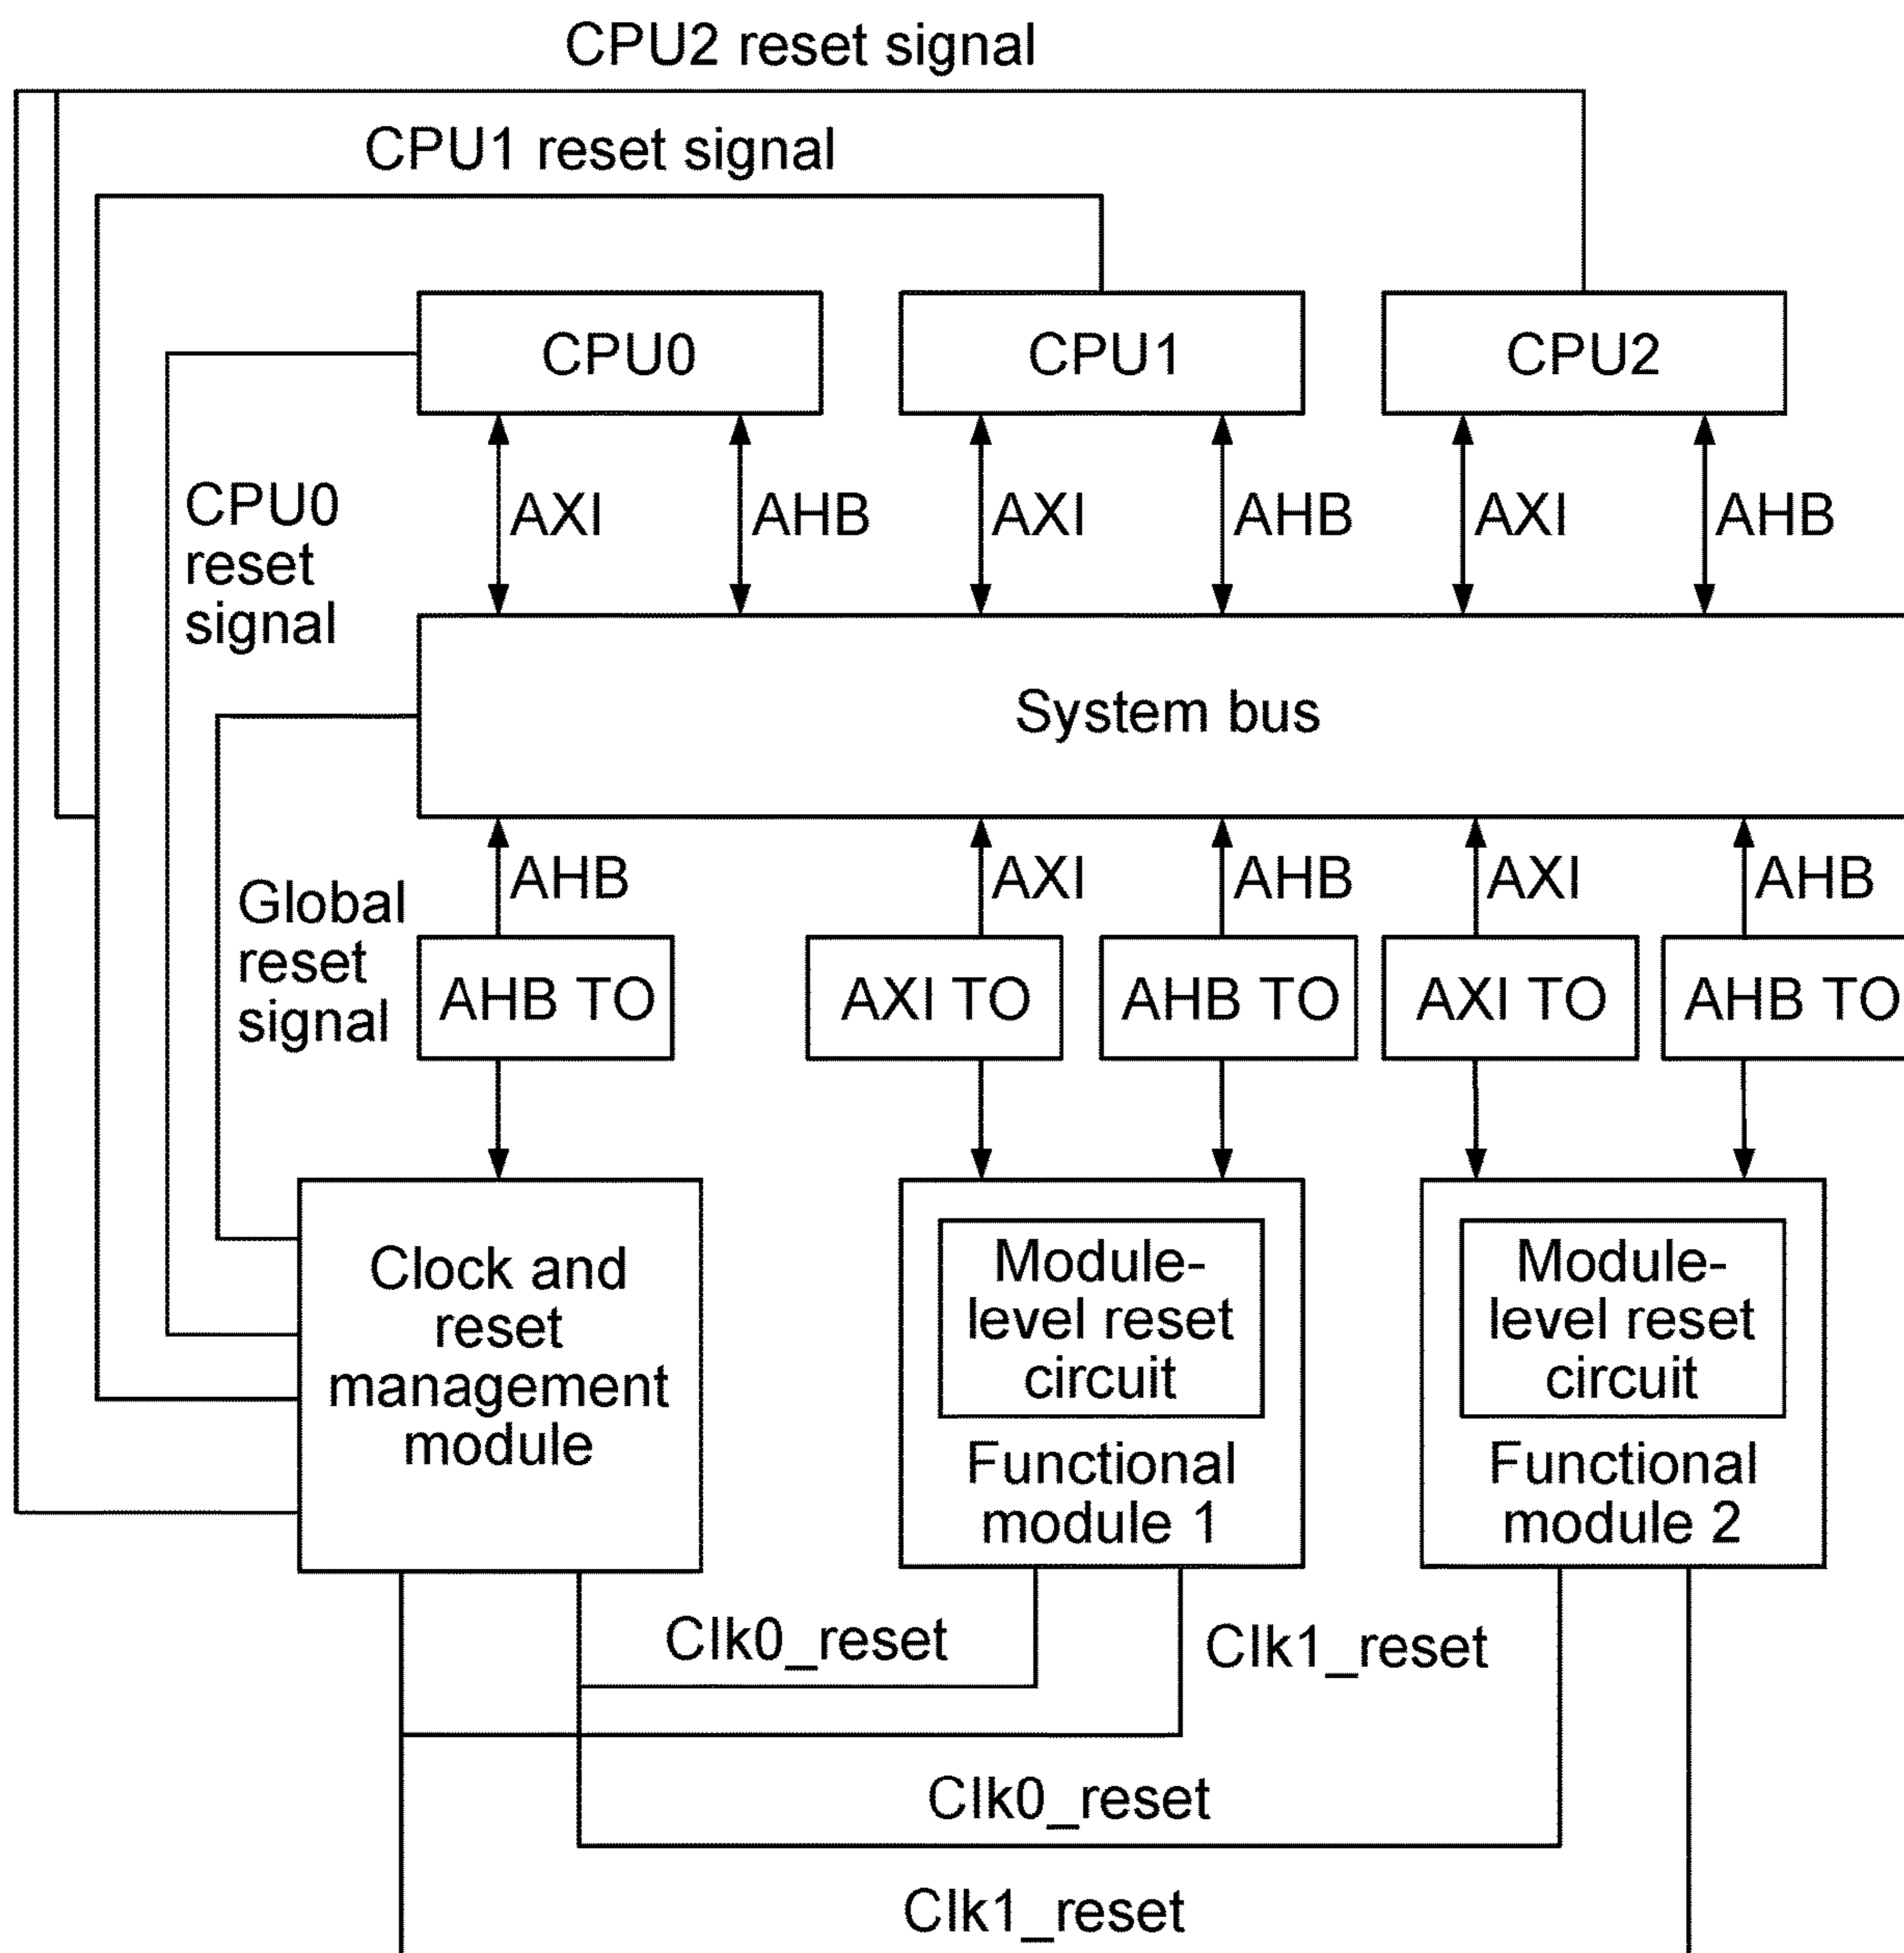 CPU2 reset signal
CPU1 reset signal
CPU0
CPU1
CPU2
CPU0
reset
signal
AXI
AHB
AXI
AHB
AXI
AHB
System bus
Global
reset
signal
AHB
AXI
AHB
AXI
AHB
AHB TO
AXI TO
AHB TO
AXI TO
AHB TO
Clock and
reset
management
module
Module-
level reset
circuit
Functional
module 1
Module-
level reset
circuit
Functional
module 2
Clk0_reset
Clk1_reset
Clk0_reset
Clk1_reset